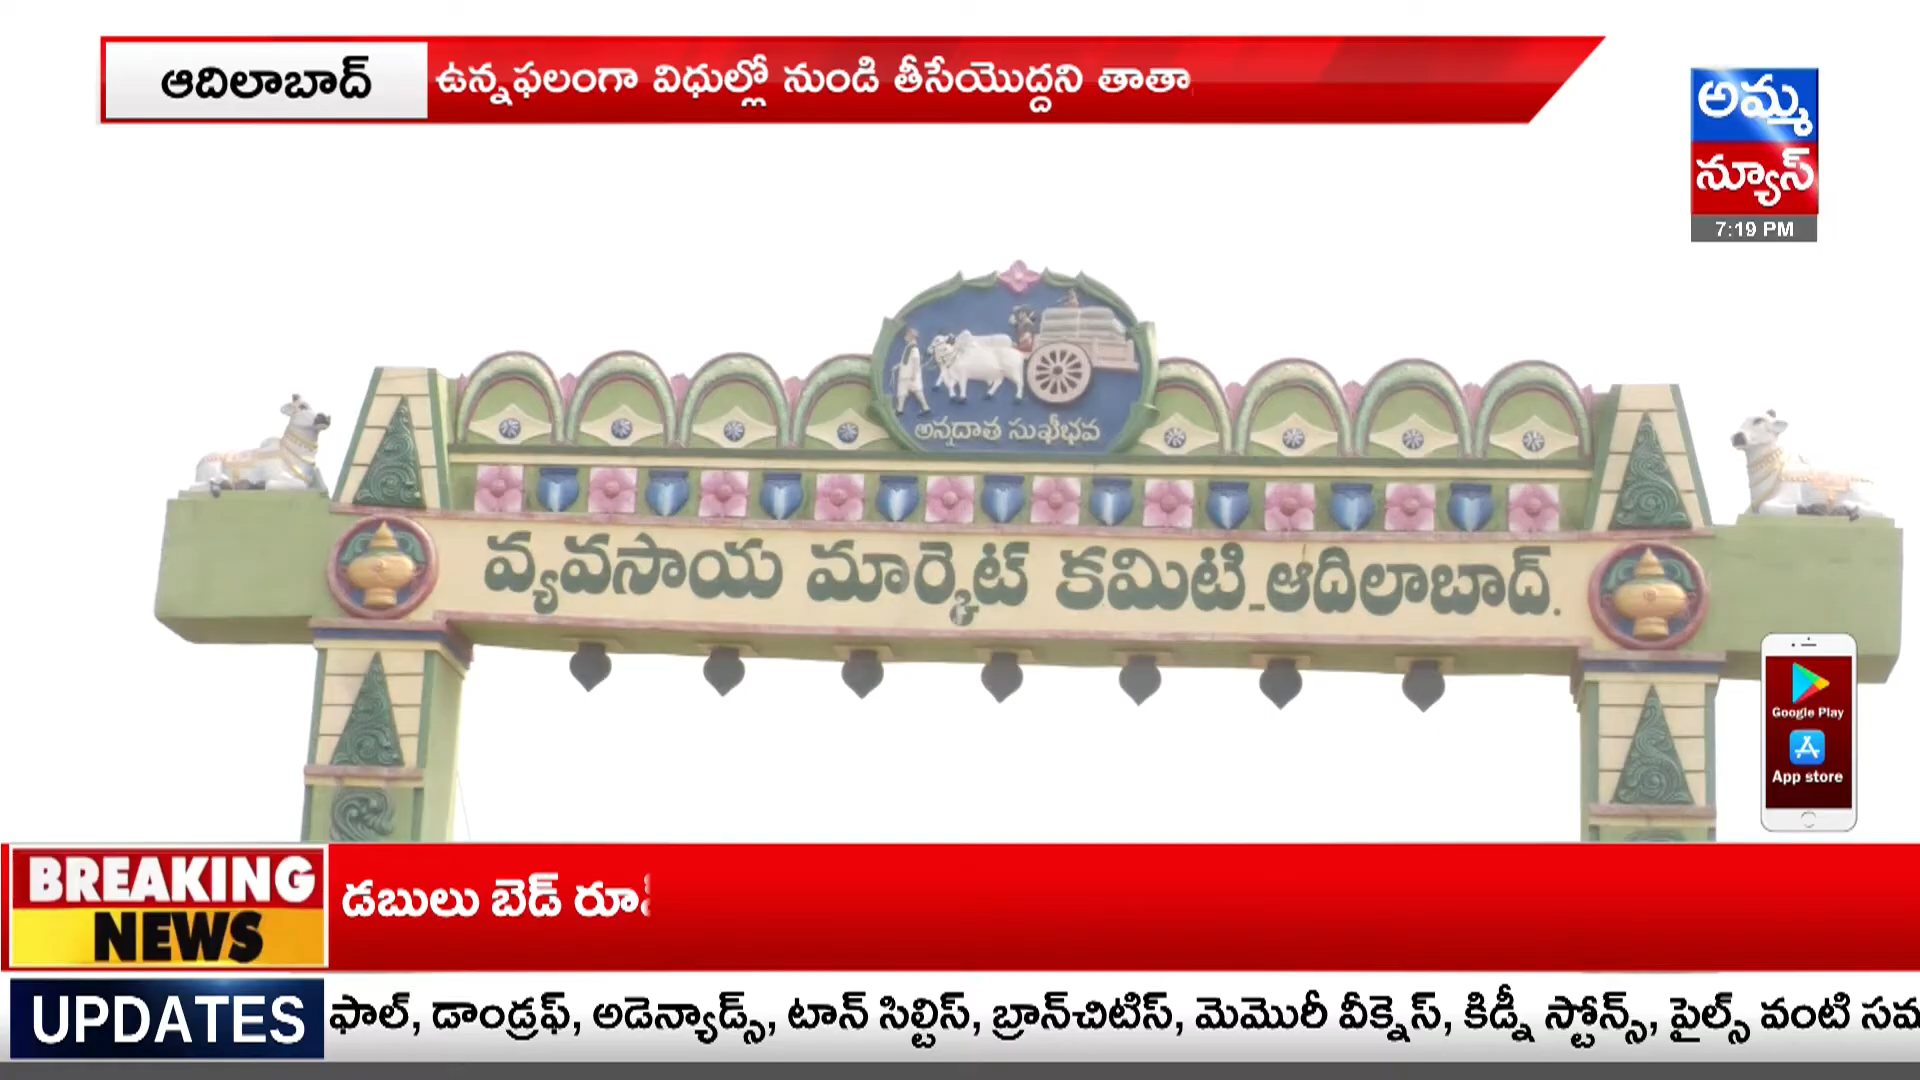 ఆదిలాబాద్
ఉన్నఫలంగా విధుల్లో నుండి తీసేయొద్దని తాతా
అమ్మ
న్యూస్
7:19 PM
అన్నదాత సుఖీభవ
వ్యవసాయ మార్కెట్ కమిటి-ఆదిలాబాద్.
Google Play
App store
BREAKING
NEWS
డబులు బెడ్
UPDATES
ఫాల్, డాండ్రఫ్, అడెన్యాడ్స్, టాన్ సిల్టిస్, బ్రాన్‌చిటిస్, మెమొరీ వీక్నెస్, కిడ్నీ స్టోన్స్, పైల్స్ వంటి